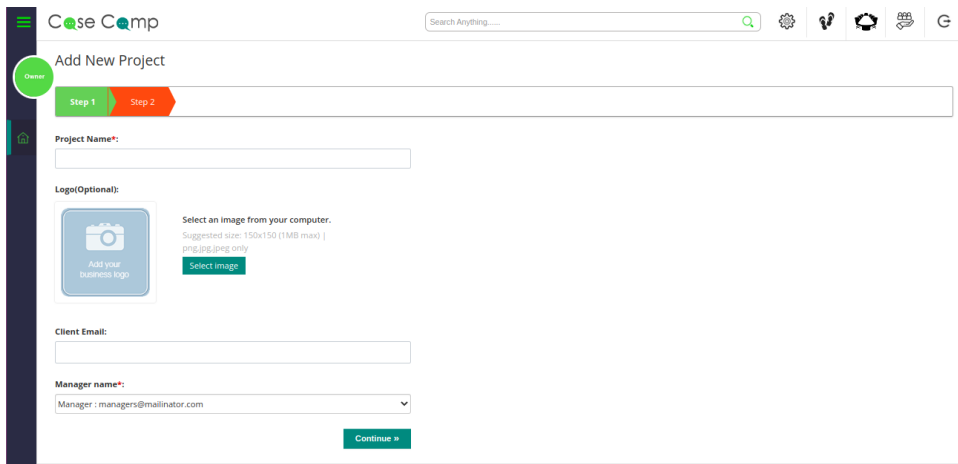 Case Camp
Search Anything......
Owner
Add New Project
Step 1
Step 2
Project Name*:
Logo(Optional):
Add your
business logo
Select an image from your computer.
Suggested size: 150x150 (1MB max) |
png,jpg,jpeg only
Select image
Client Email:
Manager name*:
Manager : managers@mailinator.com
Continue »